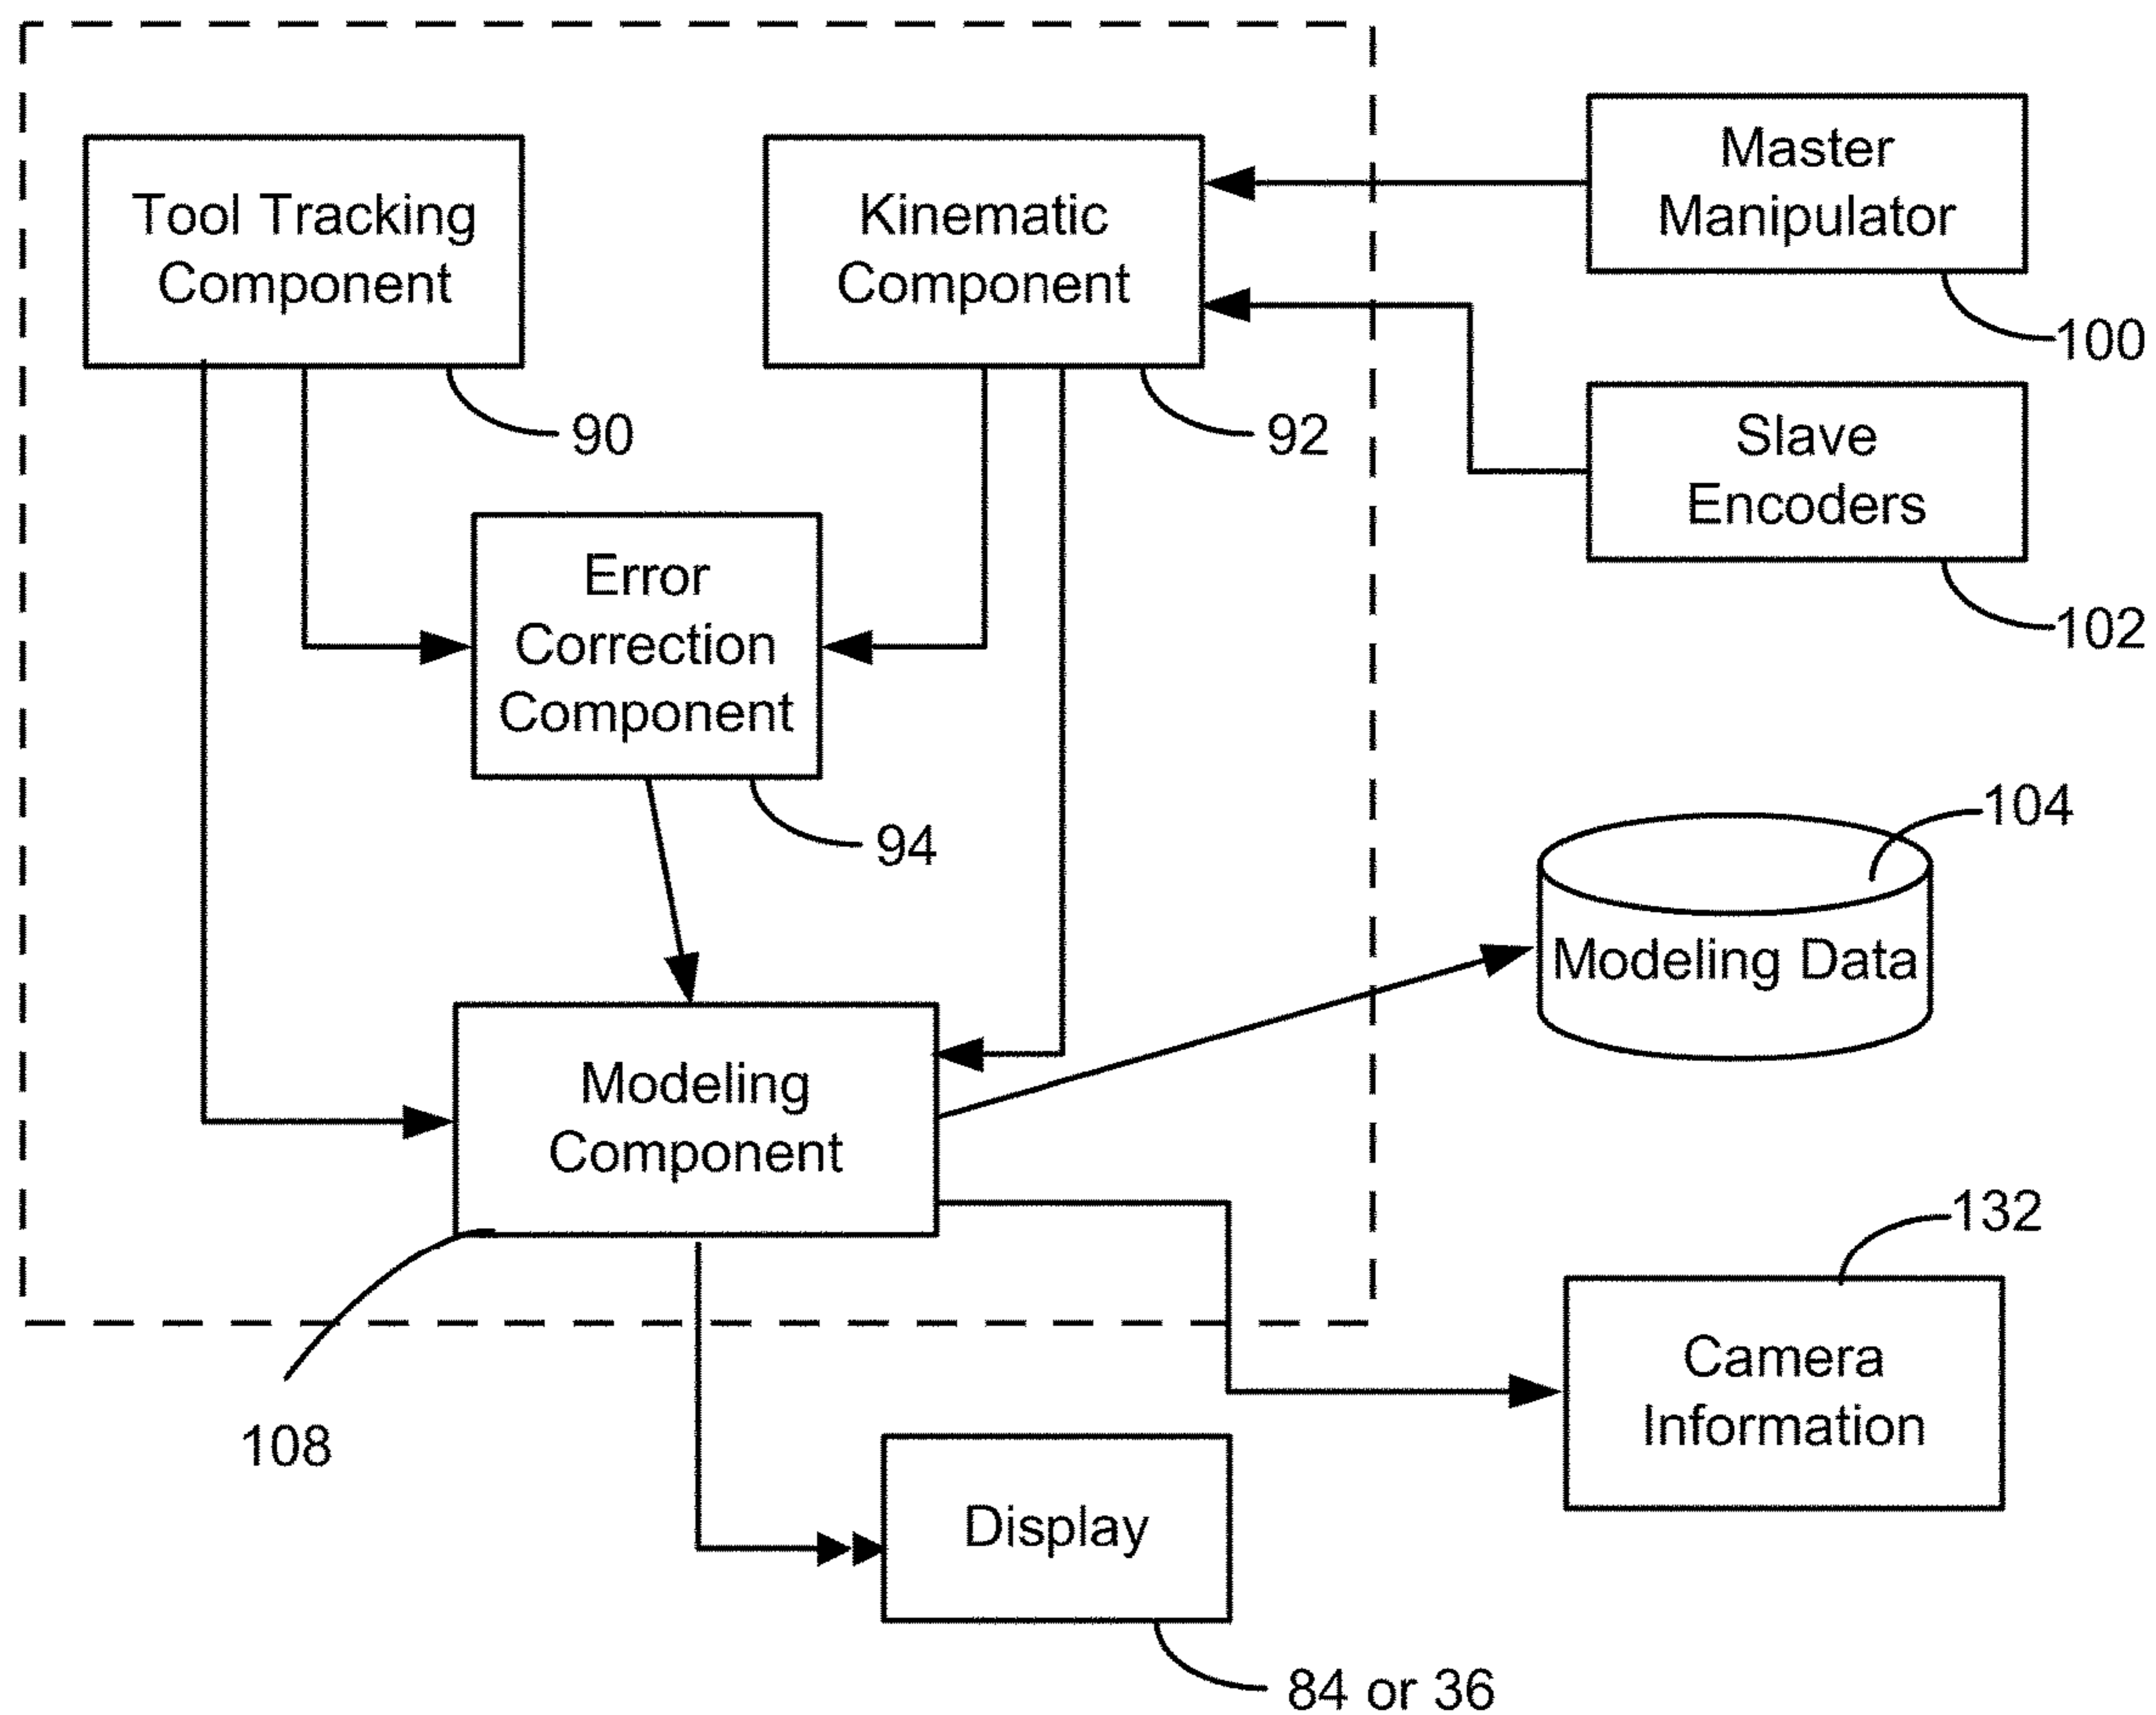 Master
Manipulator
100
Tool Tracking
Component
90
Kinematic
Component
92
Slave
Encoders
102
Error
Correction
Component
94
104
Modeling Data
Modeling
Component
108
132
Camera
Information
Display
84 or 36